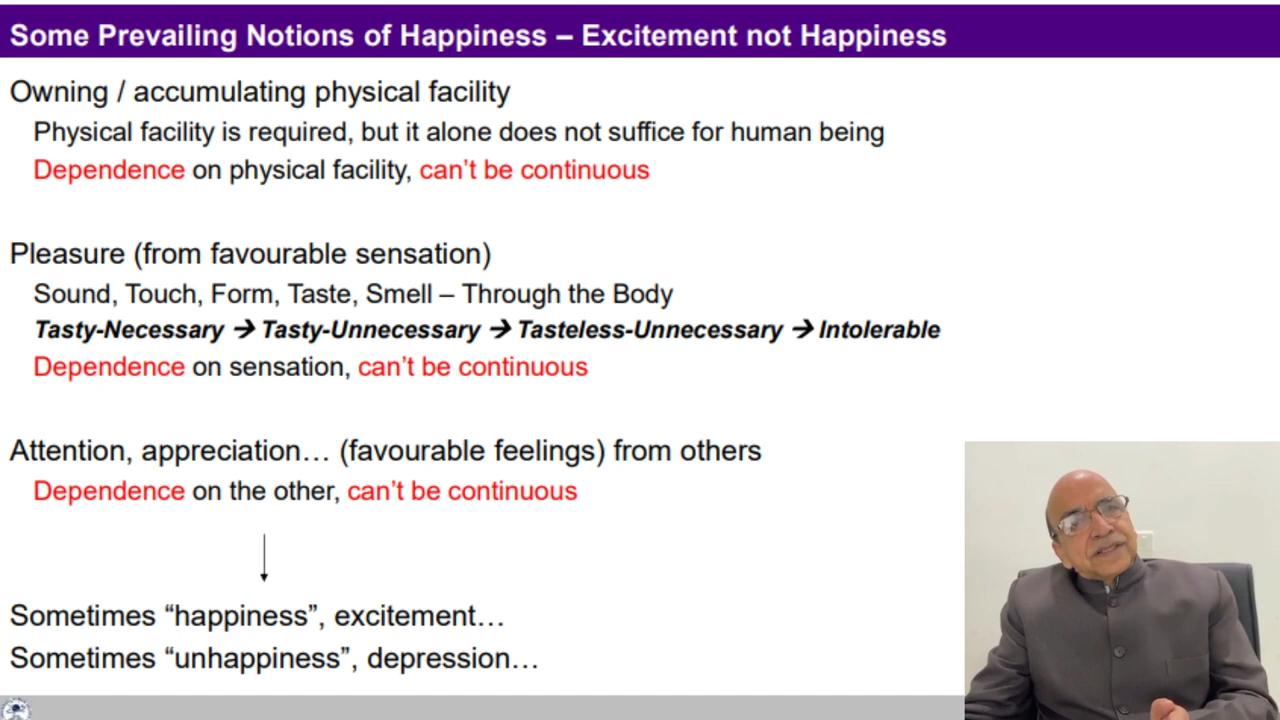 Some Prevailing Notions of Happiness – Excitement not Happiness
Owning / accumulating physical facility
Physical facility is required, but it alone does not suffice for human being
Dependence on physical facility, can't be continuous
Pleasure (from favourable sensation)
Sound, Touch, Form, Taste, Smell – Through the Body
Tasty-Necessary → Tasty-Unnecessary → Tasteless-Unnecessary → Intolerable
Dependence on sensation, can't be continuous
Attention, appreciation… (favourable feelings) from others
Dependence on the other, can't be continuous
Sometimes “happiness”, excitement…
Sometimes “unhappiness”, depression…